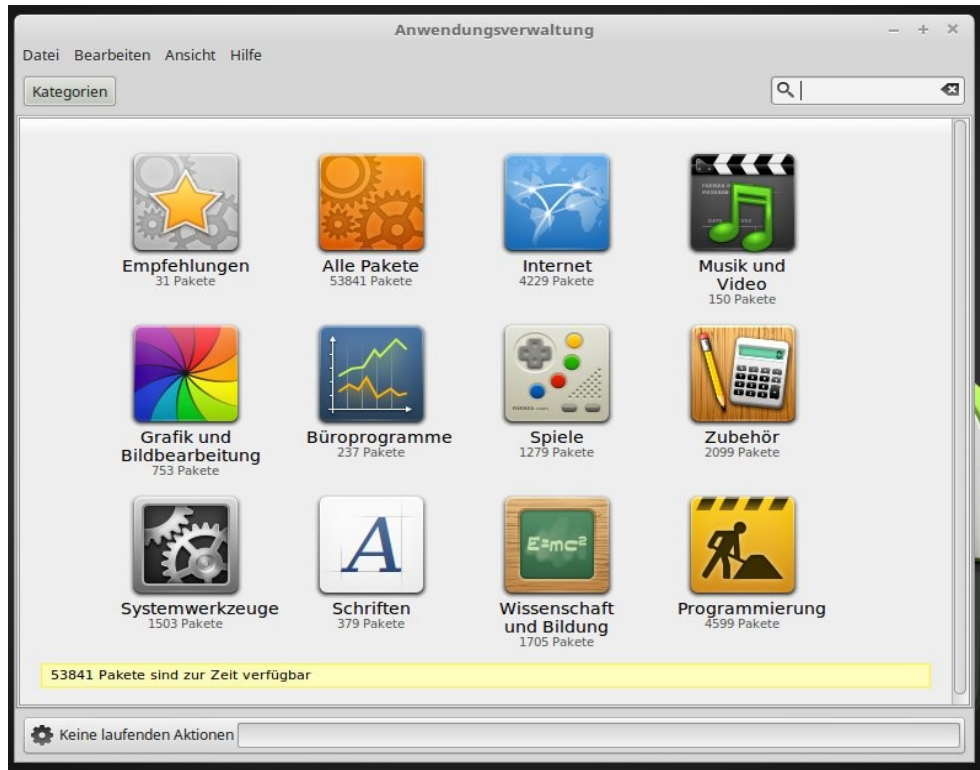 Anwendungsverwaltung
Datei Bearbeiten Ansicht Hilfe
Kategorien
Empfehlungen
31 Pakete
Alle Pakete
53841 Pakete
Internet
4229 Pakete
Musik und
Video
150 Pakete
Grafik und
Bildbearbeitung
753 Pakete
Büroprogramme
237 Pakete
Spiele
1279 Pakete
Zubehör
2099 Pakete
Systemwerkzeuge
1503 Pakete
A
Schriften
379 Pakete
E=mc²
Wissenschaft
und Bildung
1705 Pakete
Programmierung
4599 Pakete
53841 Pakete sind zur Zeit verfügbar
Keine laufenden Aktionen